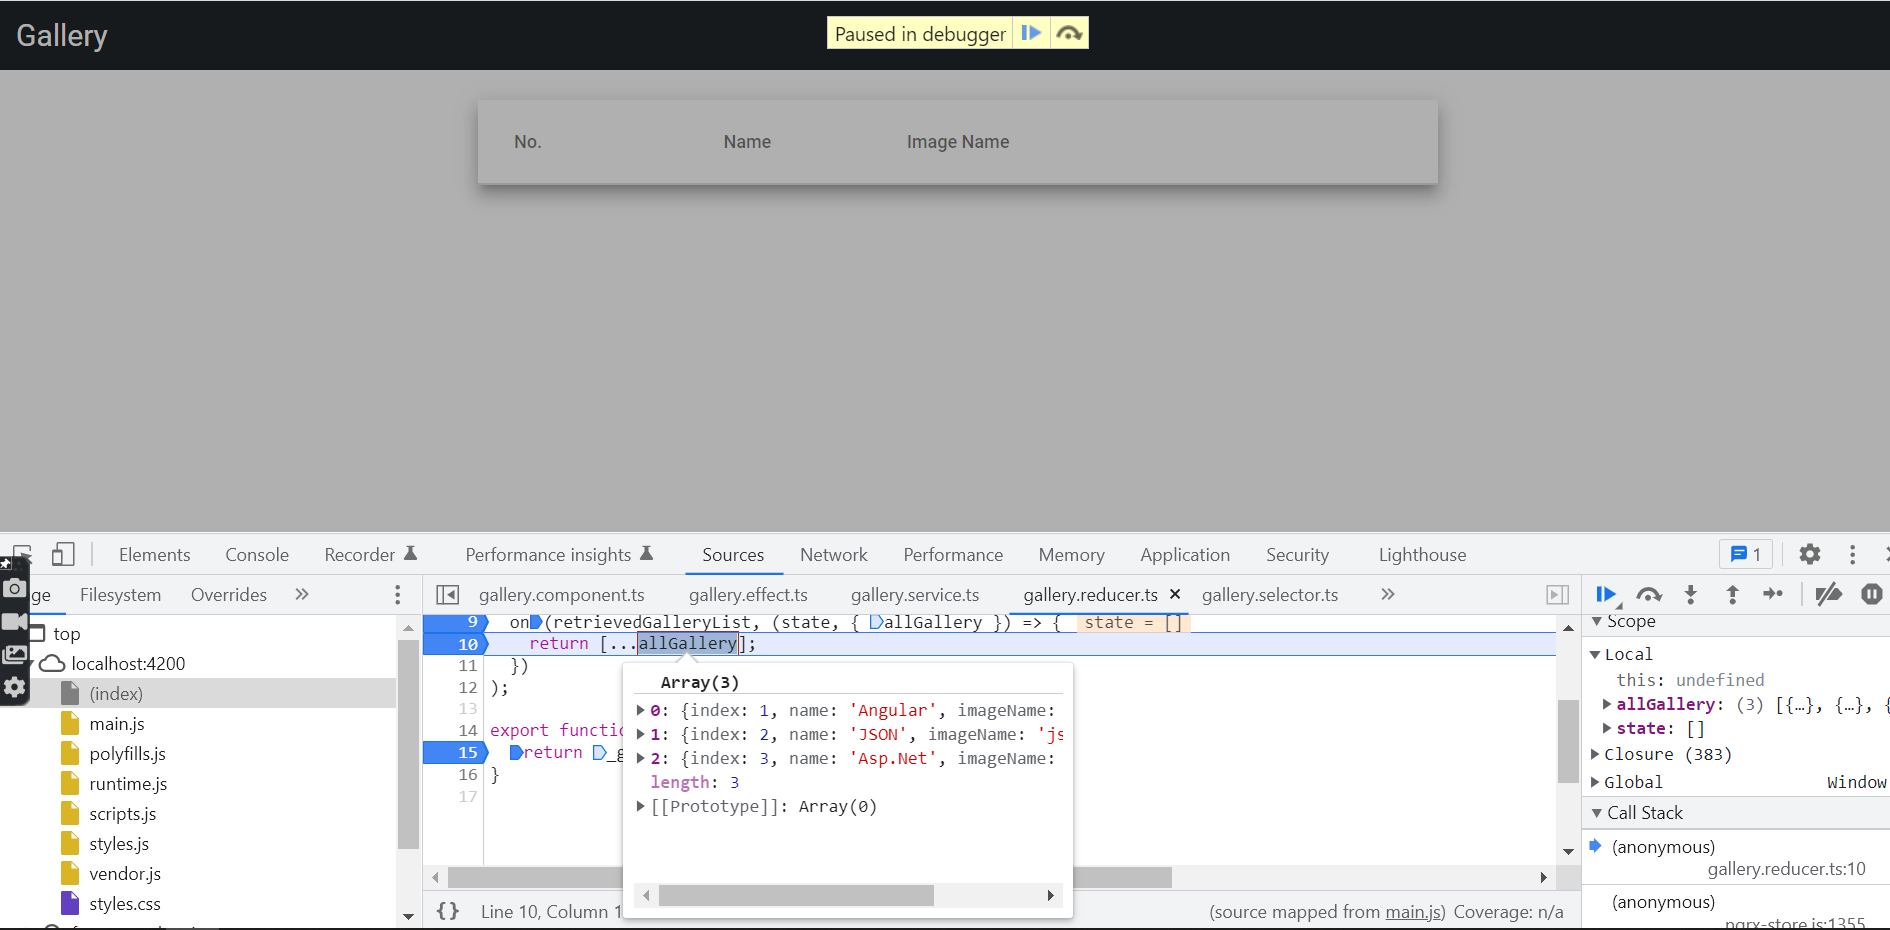 Gallery
Paused in debugger
No. Name Image Name
Elements Console Recorder Performance insights Sources Network Performance Memory Application Security Lighthouse 1
ge Filesystem Overrides »
top
localhost:4200
(index)
main.js
polyfills.js
runtime.js
scripts.js
styles.js
vendor.js
styles.css
gallery.component.ts gallery.effect.ts gallery.service.ts gallery.reducer.ts × gallery.selector.ts »
9 on(retrievedGalleryList, (state, { allGallery }) => { state = []
10 return [...allGallery];
11 })
12 );
13
14 export functio
15 return _g
16 }
17
Array(3)
0: {index: 1, name: 'Angular', imageName:
1: {index: 2, name: 'JSON', imageName: 'js
2: {index: 3, name: 'Asp.Net', imageName:
length: 3
[[Prototype]]: Array(0)
{} Line 10, Column 1
(source mapped from main.js) Coverage: n/a
Scope
Local
this: undefined
allGallery: (3) [{…}, {…}, {
state: []
Closure (383)
Global Window
Call Stack
(anonymous)
gallery.reducer.ts:10
(anonymous)
ngrx-store.js:1355